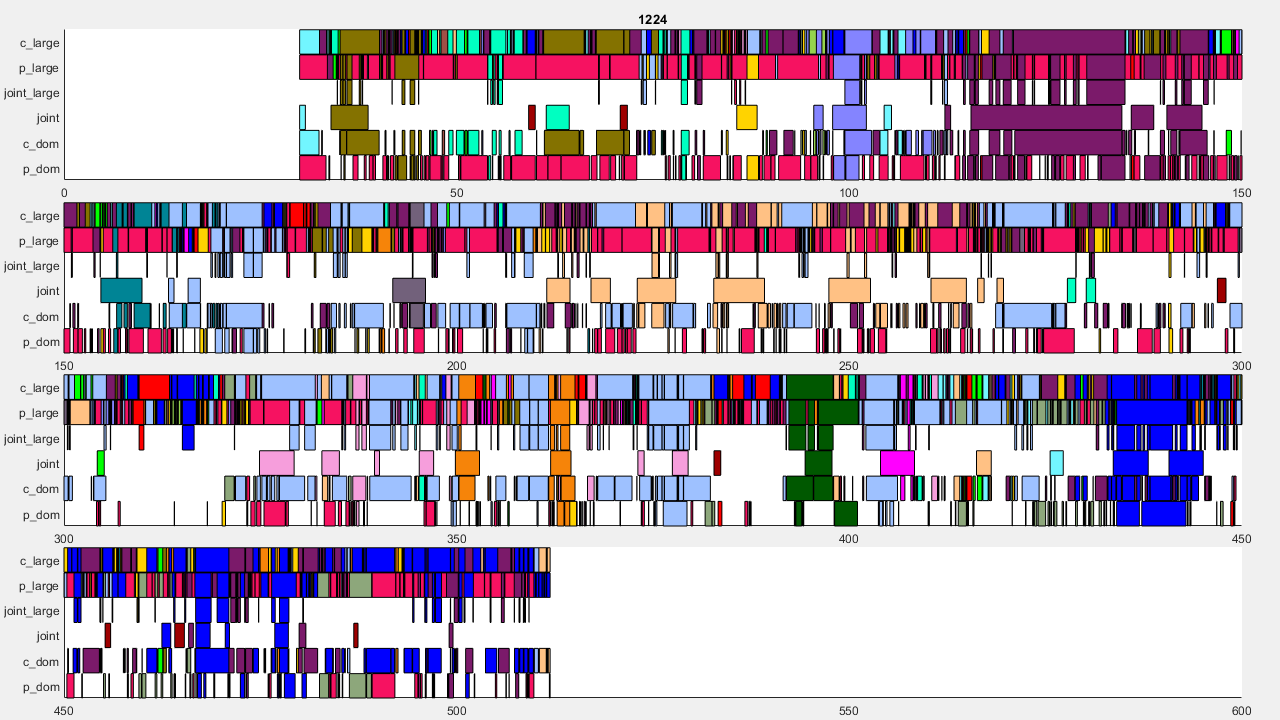 1224
c_large
p_large
joint_large
joint
c_dom
p_dom
0 50 100 150
c_large
p_large
joint_large
joint
c_dom
p_dom
150 200 250 300
c_large
p_large
joint_large
joint
c_dom
p_dom
300 350 400 450
c_large
p_large
joint_large
joint
c_dom
p_dom
450 500 550 600